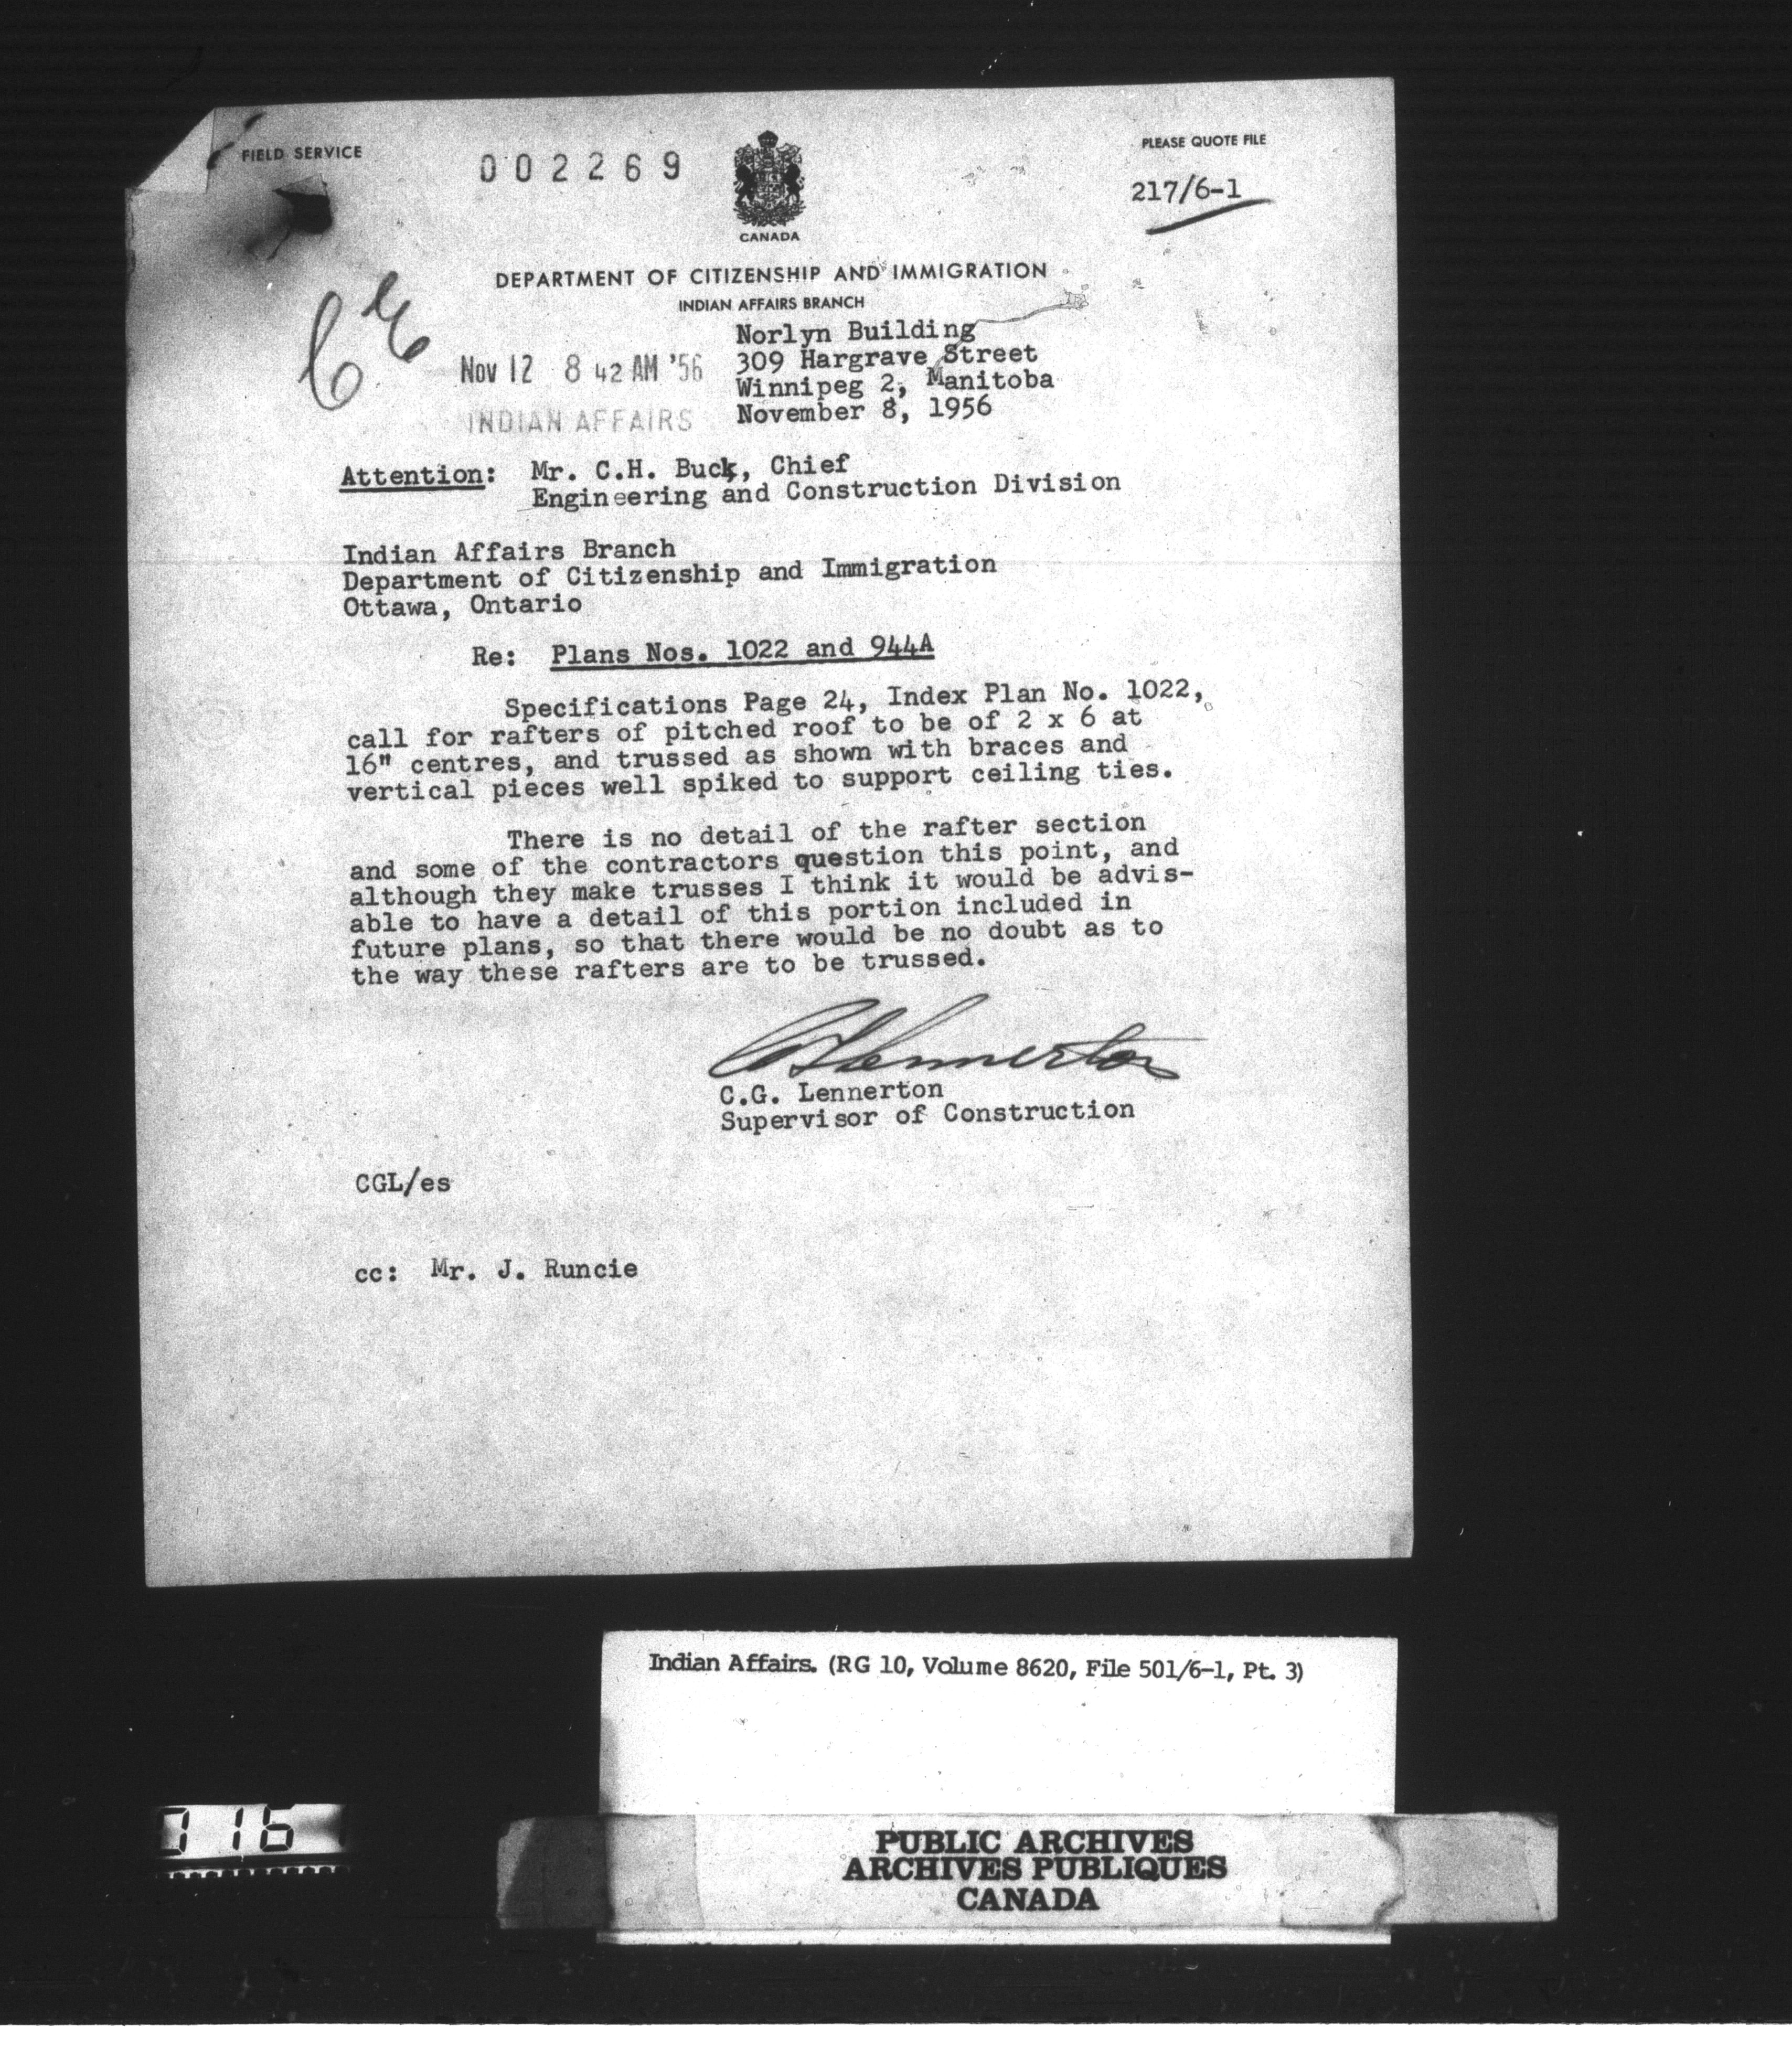 FIELD SERVICE
002269
PLEASE QUOTE FILE
217/6-1
CANADA
DEPARTMENT OF CITIZENSHIP AND IMMIGRATION
INDIAN AFFAIRS BRANCH
Norlyn Building
309 Hargrave Street
Winnipeg 2, Manitoba
November 8, 1956
Nov 12 8 42 AM '56
INDIAN AFFAIRS
Attention: Mr. C.H. Buck, Chief
Engineering and Construction Division
Indian Affairs Branch
Department of Citizenship and Immigration
Ottawa, Ontario
Re: Plans Nos. 1022 and 944A
Specifications Page 24, Index Plan No. 1022,
call for rafters of pitched roof to be of 2 x 6 at
16" centres, and trussed as shown with braces and
vertical pieces well spiked to support ceiling ties.
There is no detail of the rafter section
and some of the contractors question this point, and
although they make trusses I think it would be advis-
able to have a detail of this portion included in
future plans, so that there would be no doubt as to
the way these rafters are to be trussed.
C.G. Lennerton
Supervisor of Construction
CGL/es
cc: Mr. J. Runcie
Indian Affairs. (RG 10, Volume 8620, File 501/6-1, Pt. 3)
PUBLIC ARCHIVES
ARCHIVES PUBLIQUES
CANADA